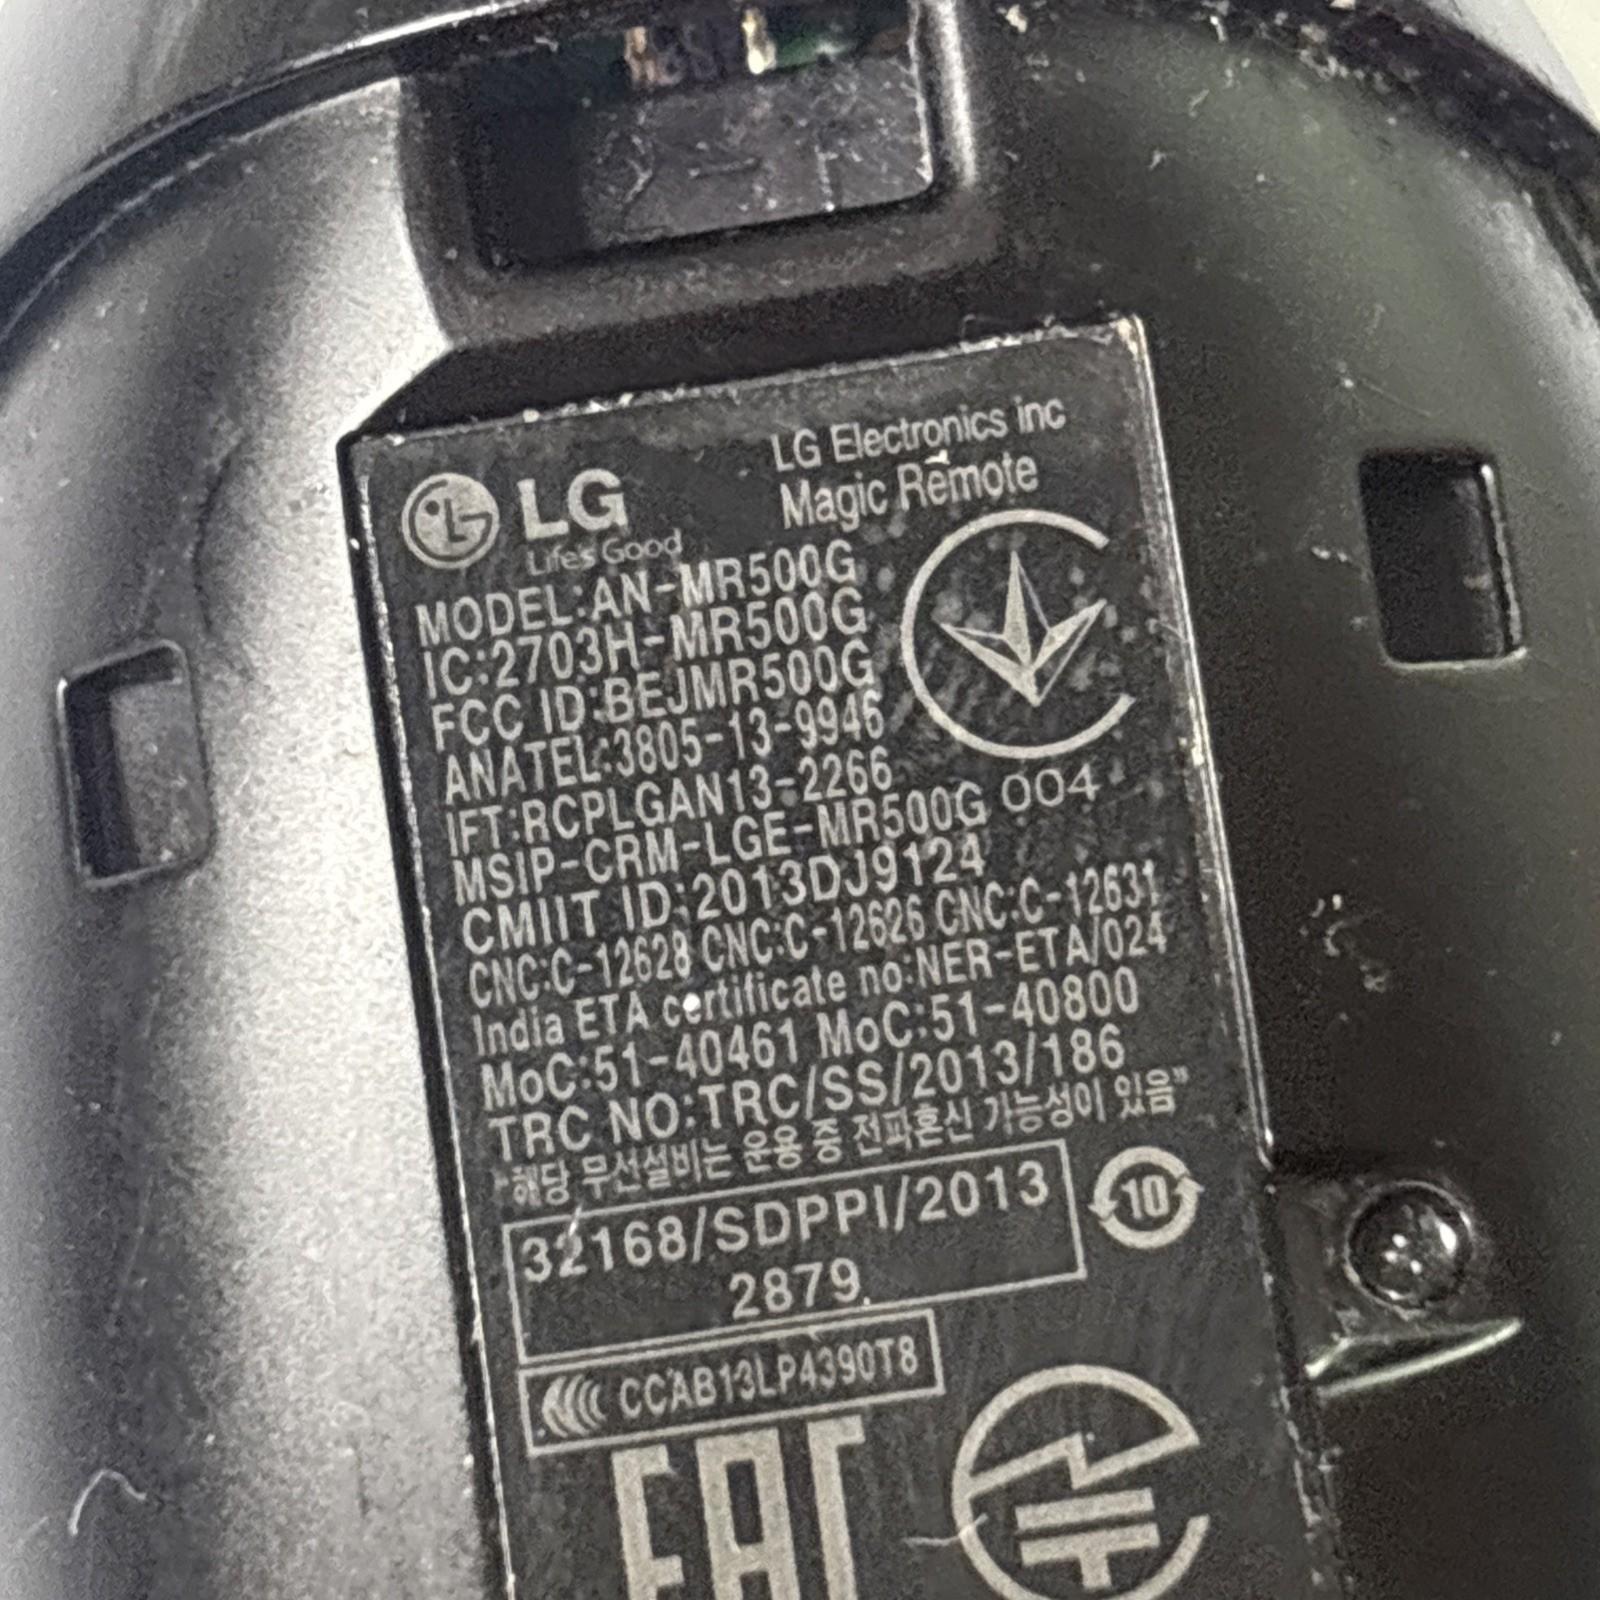 LG Electronics inc
Magic Remote
LG
Life's Good
MODEL:AN-MR500G
IC:2703H-MR500G
FCC ID:BEJMR500G
ANATEL:3805-13-9946
IFT:RCPLGAN13-2266
MSIP-CRM-LGE-MR500G
004
CMIIT ID:2013DJ9124
CNC:C-12628 CNC:C-12626 CNC:C-12631
India ETA certificate no:NER-ETA/024
MoC:51-40461 MoC:51-40800
TRC NO:TRC/SS/2013/186
"해당 무선설비는 운용 중 전파혼신 가능성이 있음"
32168/SDPPI/2013
2879
10
CCAB13LP4390T8
EAC